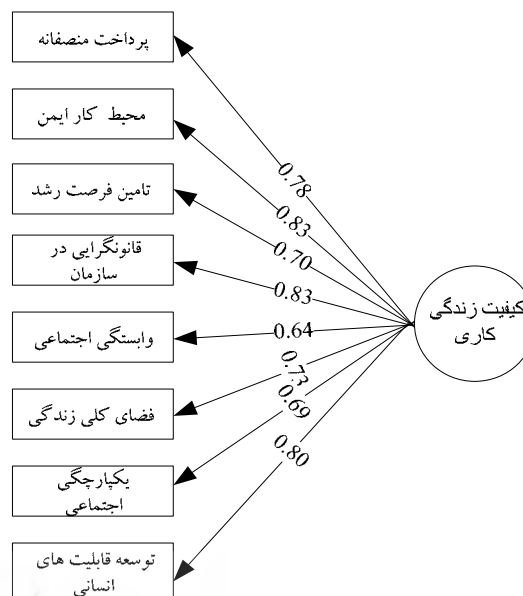 پرداخت منصفانه
محیط کار ایمن
تامین فرصت رشد
قانونگرایی در
سازمان
وابستگی اجتماعی
فضای کلی زندگی
یکپارچگی
اجتماعی
توسعه قابلیت های
انسانی
0.78
0.83
0.70
0.83
0.64
0.73
0.69
0.80
کیفیت زندگی
کاری